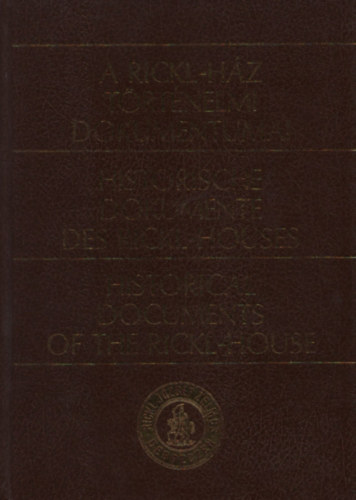 A RICKL-HÁZ
TÖRTÉNELMI
DOKUMENTUMAI
HISTORISCHE
DOKUMENTE
DES RICKL-HOUSES
HISTORICAL
DOCUMENTS
OF THE RICKL-HOUSE